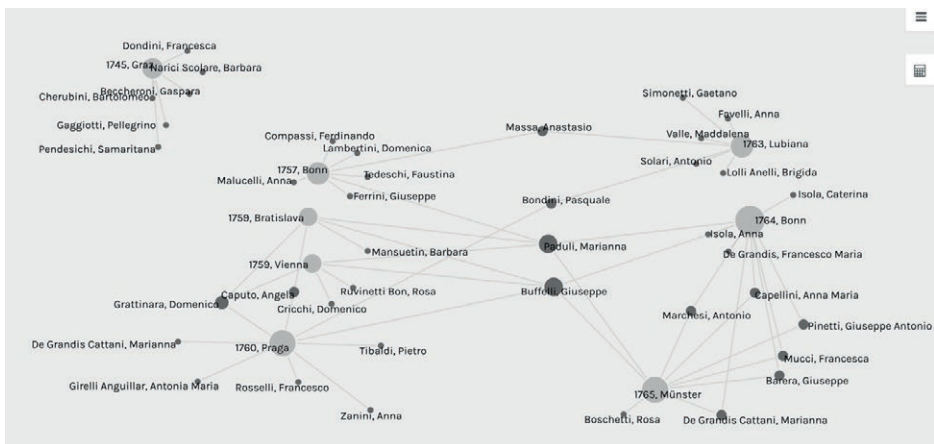 Dondini, Francesca
1745, Graz
Narici Scolare, Barbara
Beccheroni, Gaspara
Cherubini, Bartolomeo
Gaggiotti, Pellegrino
Pendesichi, Samaritana
Simonetti, Gaetano
Favelli, Anna
Massa, Anastasio
Valle, Maddalena
Compassi, Ferdinando
Lambertini, Domenica
1763, Lubiana
Solari, Antonio
1757, Bonn
Tedeschi, Faustina
Lolli Anelli, Brigida
Malucelli, Anna
Ferrini, Giuseppe
Bondini, Pasquale
Isola, Caterina
1759, Bratislava
1764, Bonn
Isola, Anna
Paduli, Marianna
Mansuetin, Barbara
De Grandis, Francesco Maria
1759, Vienna
Ruvinetti Bon, Rosa
Buffelli, Giuseppe
Caputo, Angela
Capellini, Anna Maria
Grattinara, Domenico
Cricchi, Domenico
Marchesi, Antonio
Pinetti, Giuseppe Antonio
De Grandis Cattani, Marianna
1760, Praga
Tibaldi, Pietro
Mucci, Francesca
Girelli Anguillar, Antonia Maria
Rosselli, Francesco
Barera, Giuseppe
1765, Münster
Zanini, Anna
Boschetti, Rosa
De Grandis Cattani, Marianna